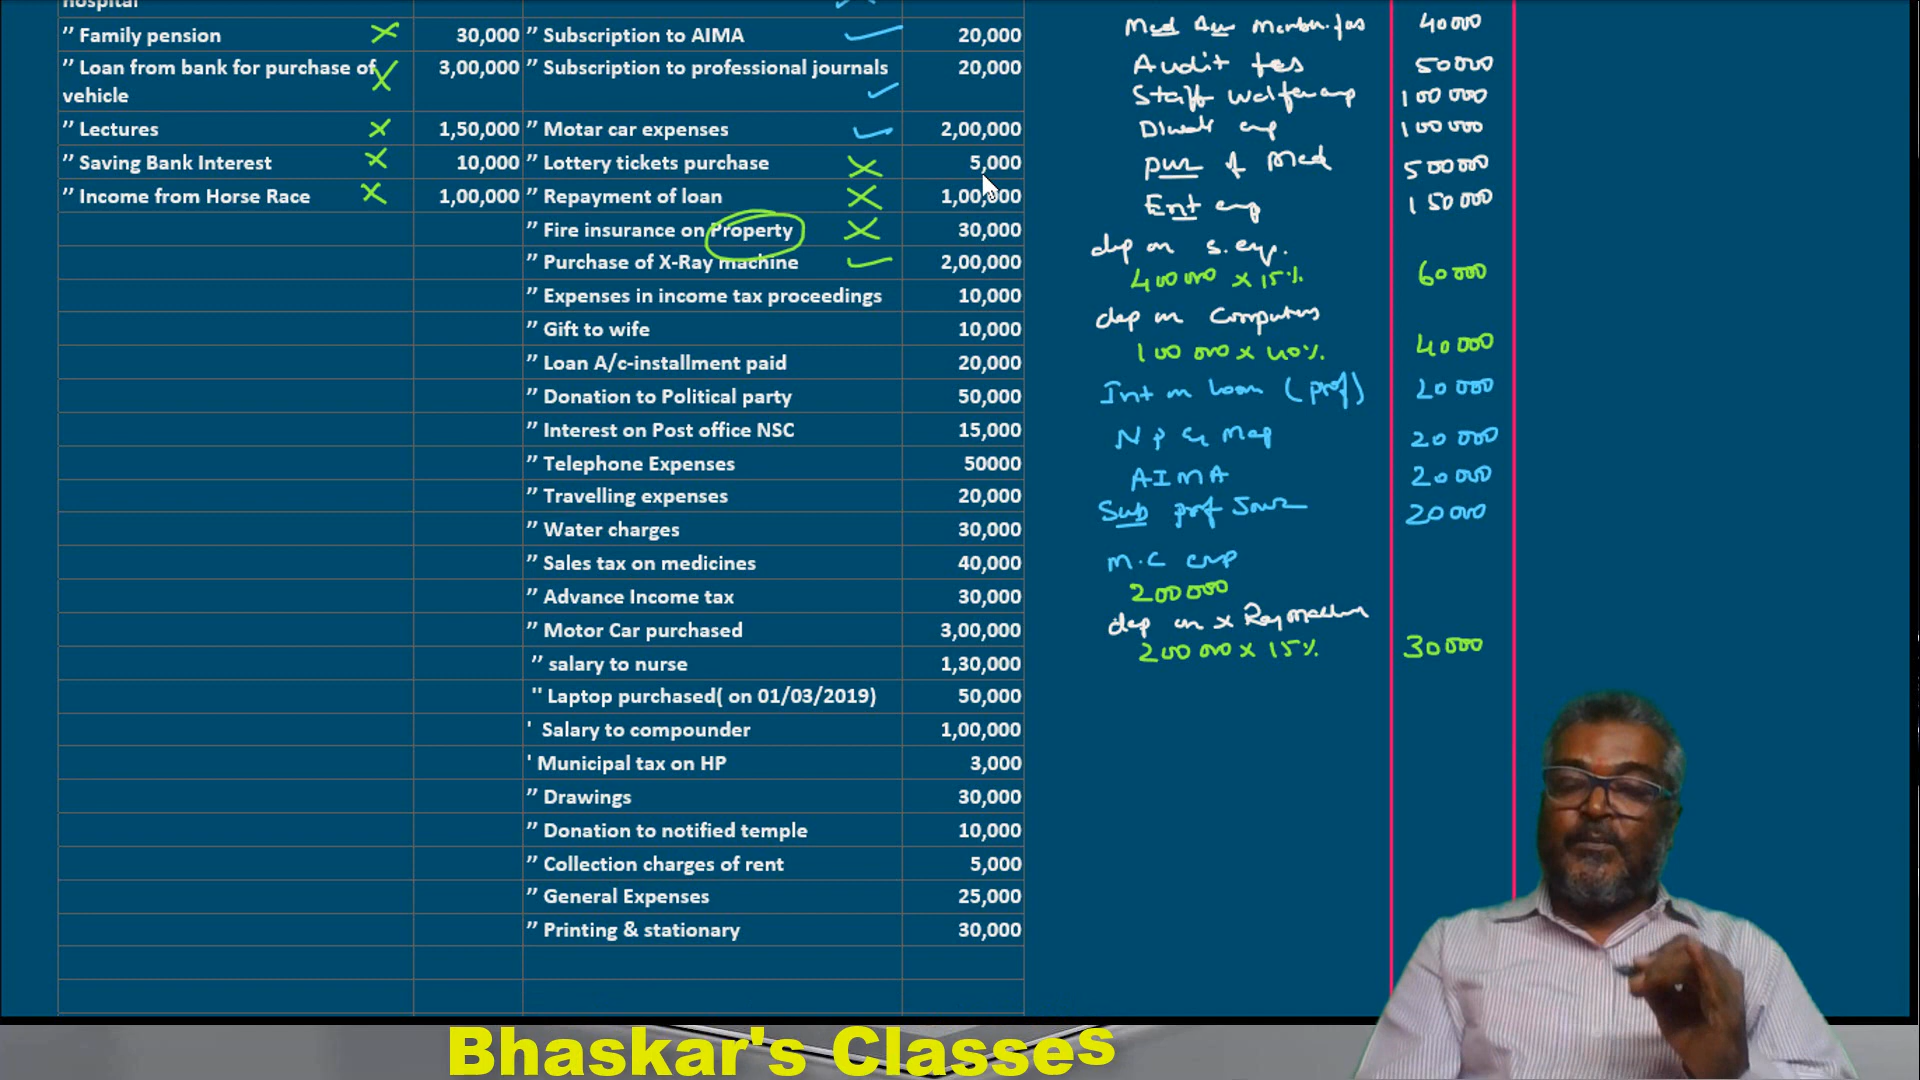 hospital
” Family pension 30,000 ” Subscription to AIMA 20,000
” Loan from bank for purchase of 3,00,000 ” Subscription to professional journals 20,000
vehicle
” Lectures 1,50,000 ” Motar car expenses 2,00,000
” Saving Bank Interest 10,000 ” Lottery tickets purchase 5,000
” Income from Horse Race 1,00,000 ” Repayment of loan 1,00,000
” Fire insurance on Property 30,000
” Purchase of X-Ray machine 2,00,000
” Expenses in income tax proceedings 10,000
” Gift to wife 10,000
” Loan A/c-installment paid 20,000
” Donation to Political party 50,000
” Interest on Post office NSC 15,000
” Telephone Expenses 50000
” Travelling expenses 20,000
” Water charges 30,000
” Sales tax on medicines 40,000
” Advance Income tax 30,000
” Motor Car purchased 3,00,000
” salary to nurse 1,30,000
'' Laptop purchased( on 01/03/2019) 50,000
' Salary to compounder 1,00,000
' Municipal tax on HP 3,000
” Drawings 30,000
” Donation to notified temple 10,000
” Collection charges of rent 5,000
” General Expenses 25,000
” Printing & stationary 30,000
Med 40000
Audit fees 50000
Staff Welfare exp 100000
Diwali exp 100000
Pur of Med 500000
Ent exp 150000
dep on s. exp.
400000 x 15% 60000
dep on Computers
100000 x 40% 40000
Int on loan (prof) 20000
N p & Mag 20000
AIMA 20000
Sub prof Jour 20000
M.C exp
200000
dep on x Ray machine
200000 x 15% 30000
Bhaskar's Classes